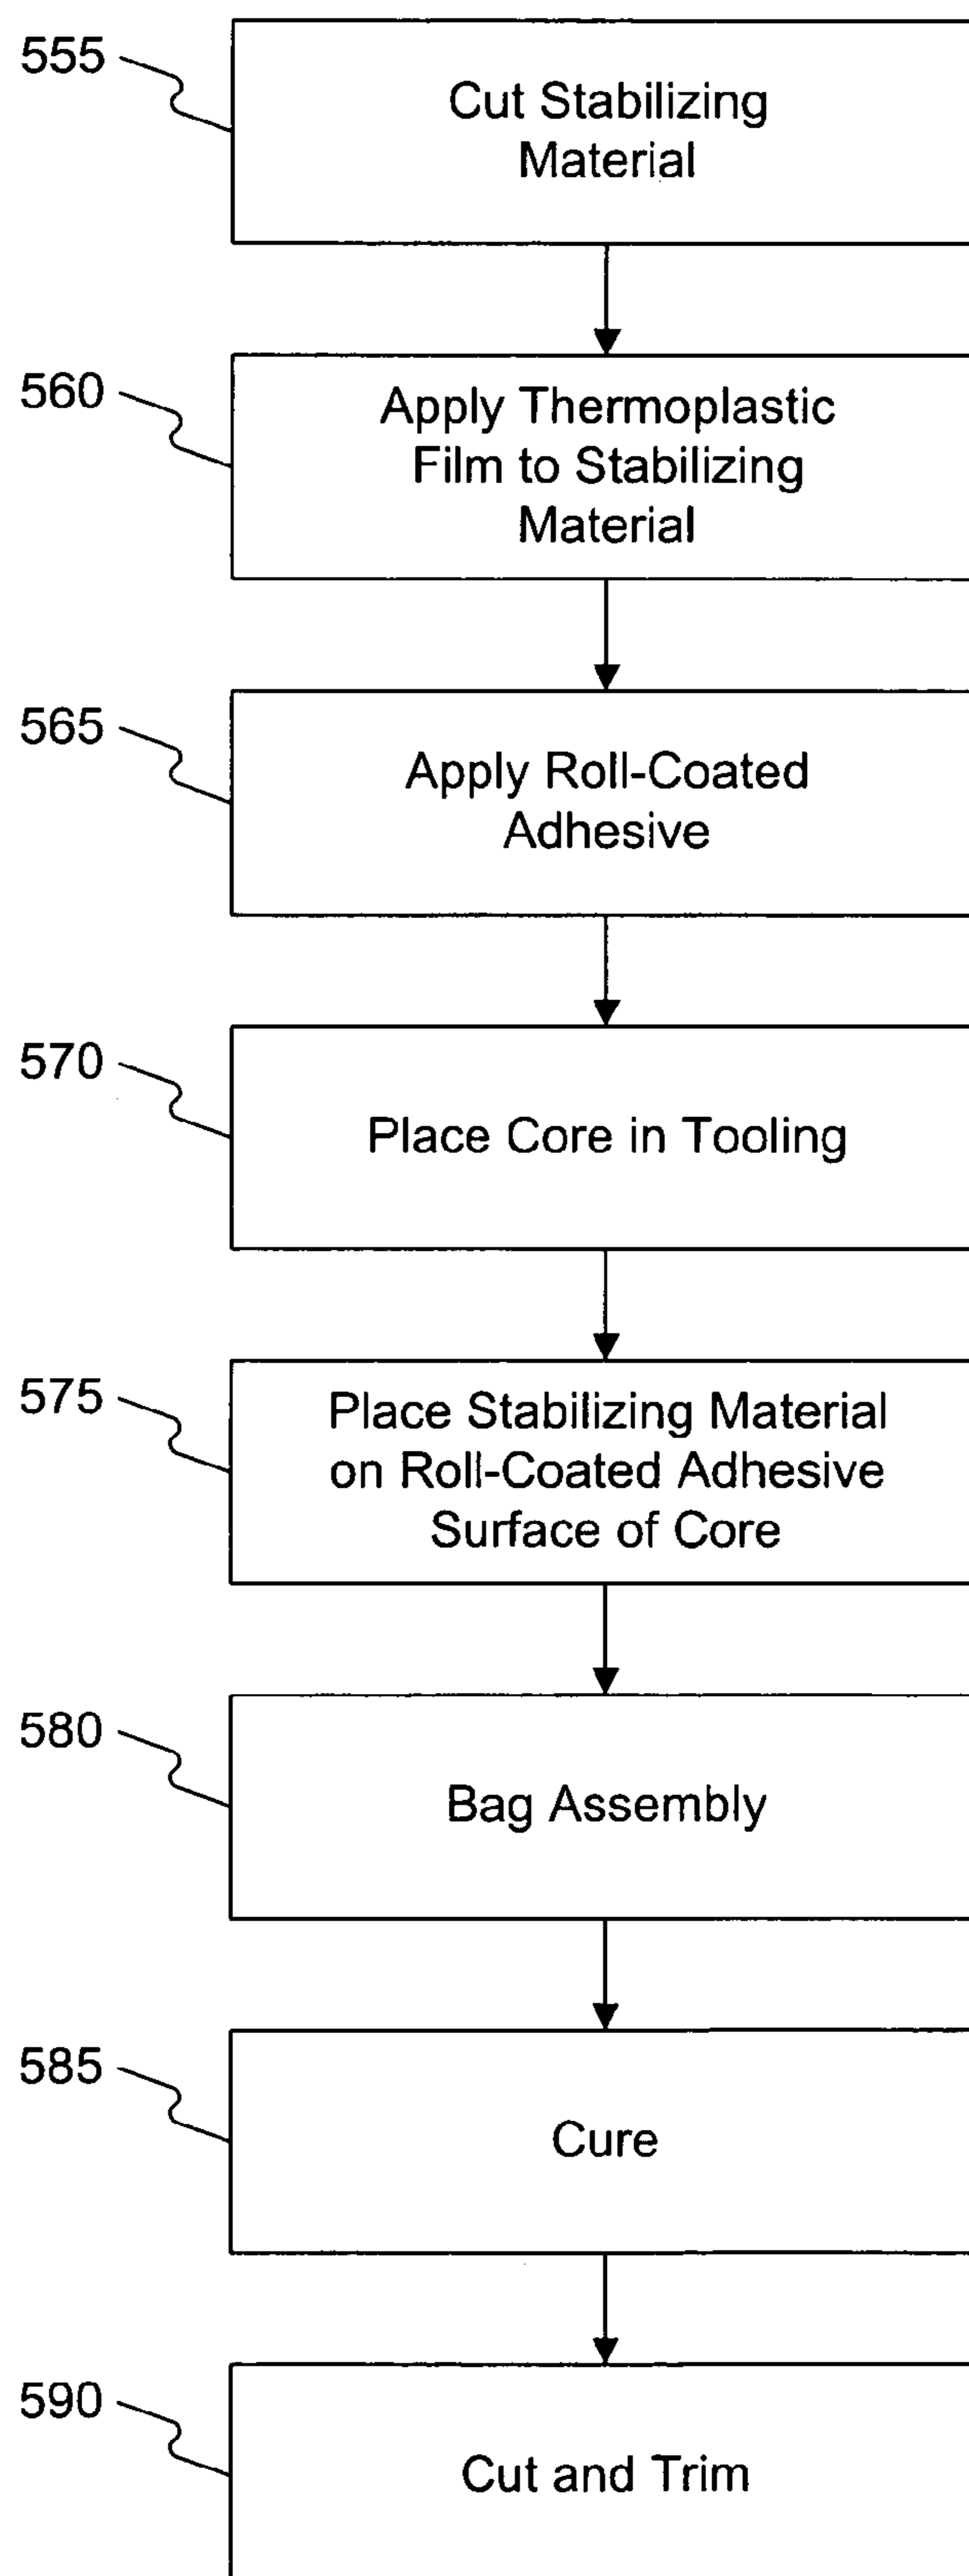 555
Cut Stabilizing
Material
560
Apply Thermoplastic
Film to Stabilizing
Material
565
Apply Roll-Coated
Adhesive
570
Place Core in Tooling
575
Place Stabilizing Material
on Roll-Coated Adhesive
Surface of Core
580
Bag Assembly
585
Cure
590
Cut and Trim